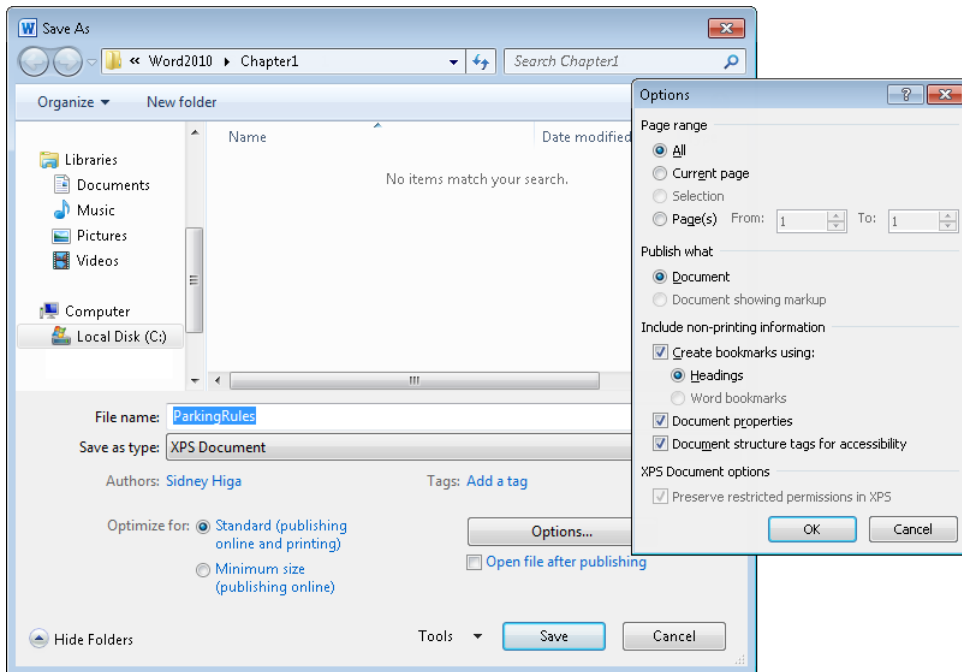 Save As
« Word2010 ▸ Chapter1
Search Chapter1
Organize ▾ New folder
Name Date modified
No items match your search.
Libraries
Documents
Music
Pictures
Videos
Computer
Local Disk (C:)
File name: ParkingRules
Save as type: XPS Document
Authors: Sidney Higa
Tags: Add a tag
Optimize for: Standard (publishing
online and printing)
Minimum size
(publishing online)
Options...
Open file after publishing
Hide Folders
Tools ▾ Save Cancel
Options
Page range
All
Current page
Selection
Page(s) From: 1 To: 1
Publish what
Document
Document showing markup
Include non-printing information
Create bookmarks using:
Headings
Word bookmarks
Document properties
Document structure tags for accessibility
XPS Document options
Preserve restricted permissions in XPS
OK Cancel